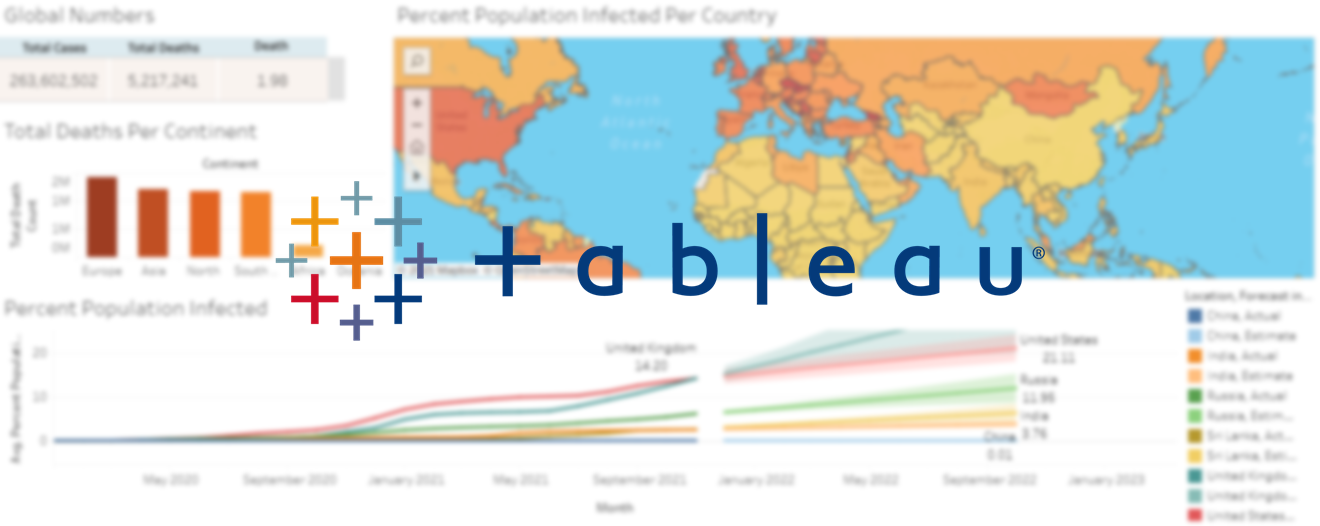 Global Numbers
Percent Population Infected Per Country
Total Cases
Total Deaths
Death
263,602,502
5,217,241
1.98
North
Atlantic
Ocean
Total Deaths Per Continent
Continent
Total Death
Count
2M
2M
1M
0M
Europe
Asia
North
South ..
tableau®
Percent Population Infected
Location, Forecast in...
China, Actual
China, Estimate
India, Actual
India, Estimate
Russia, Actual
Russia, Estim...
Sri Lanka, Act...
Sri Lanka, Esti...
United Kingdo...
United Kingdo...
United States...
Avg. Percent Populati..
20
10
0
United Kingdom
14.20
United States
21.11
Russia
11.98
India
3.76
China
0.01
May 2020
September 2020
January 2021
May 2021
September 2021
January 2022
May 2022
September 2022
January 2023
Month